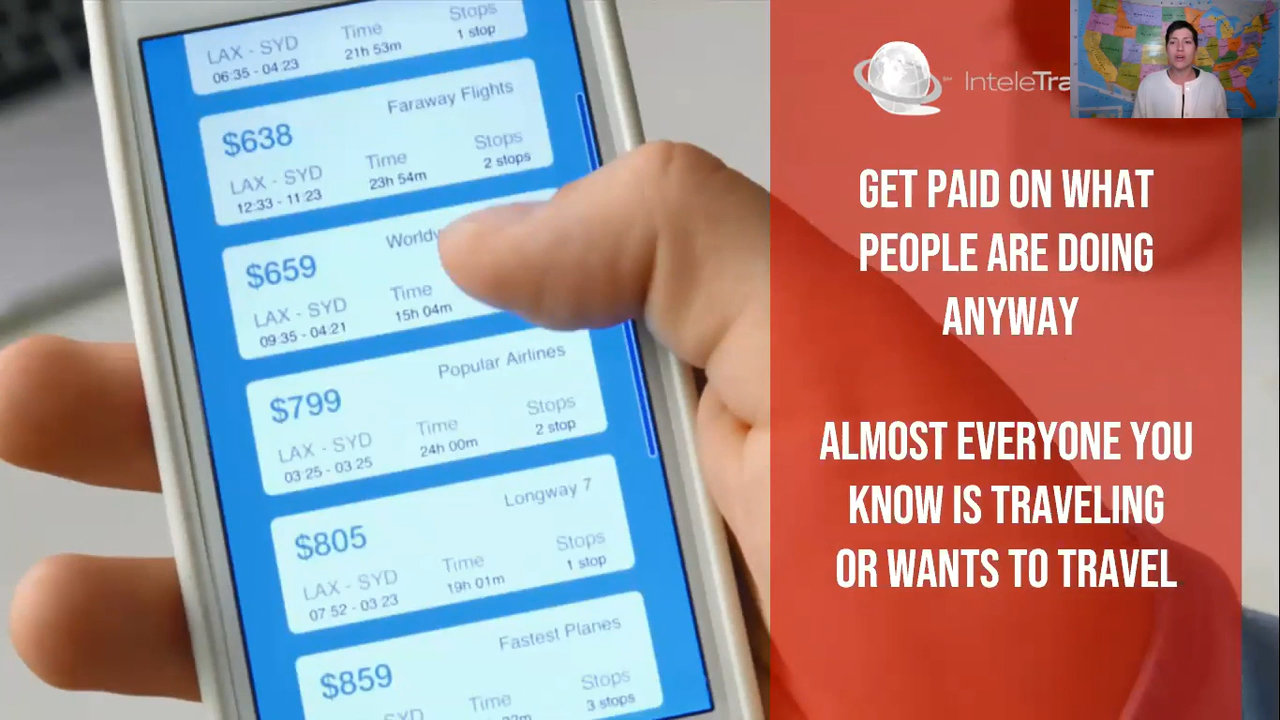 LAX - SYD
06:35 - 04:23
Time
21h 53m
Stops
1 stop
Faraway Flights
$638
LAX - SYD
12:33 - 11:23
Time
23h 54m
Stops
2 stops
$659
LAX - SYD
09 35 - 04:21
Time
15h 04m
Popular Airlines
$799
LAX - SYD
03 25 - 03 25
Time
24h 00m
Stops
2 stop
Longway 7
$805
LAX - SYD
07 52 - 03 23
Time
19h 01m
Stops
1 stop
Fastest Planes
$859
SYD
Time
Stops
3 stops
GET PAID ON WHAT
PEOPLE ARE DOING
ANYWAY
ALMOST EVERYONE YOU
KNOW IS TRAVELING
OR WANTS TO TRAVEL